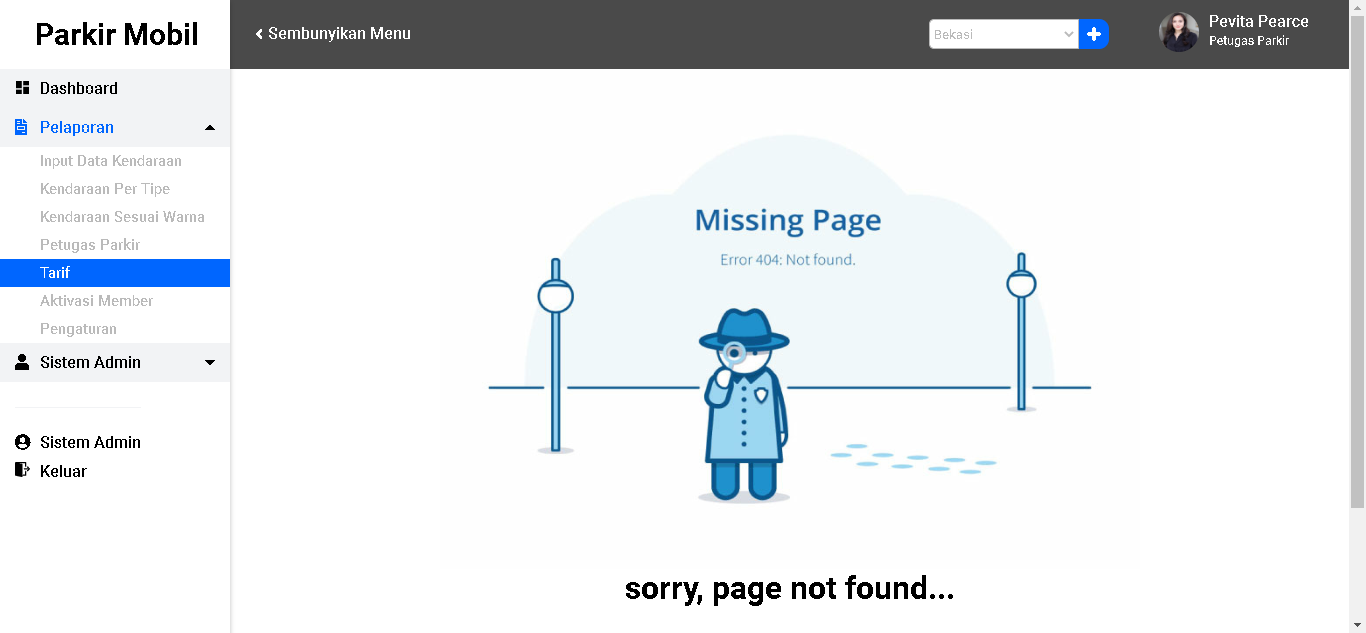 Parkir Mobil
Sembunyikan Menu
Bekasi
Pevita Pearce
Petugas Parkir
Dashboard
Pelaporan
Input Data Kendaraan
Kendaraan Per Tipe
Kendaraan Sesuai Warna
Petugas Parkir
Tarif
Aktivasi Member
Pengaturan
Sistem Admin
Sistem Admin
Keluar
Missing Page
Error 404: Not found.
sorry, page not found...